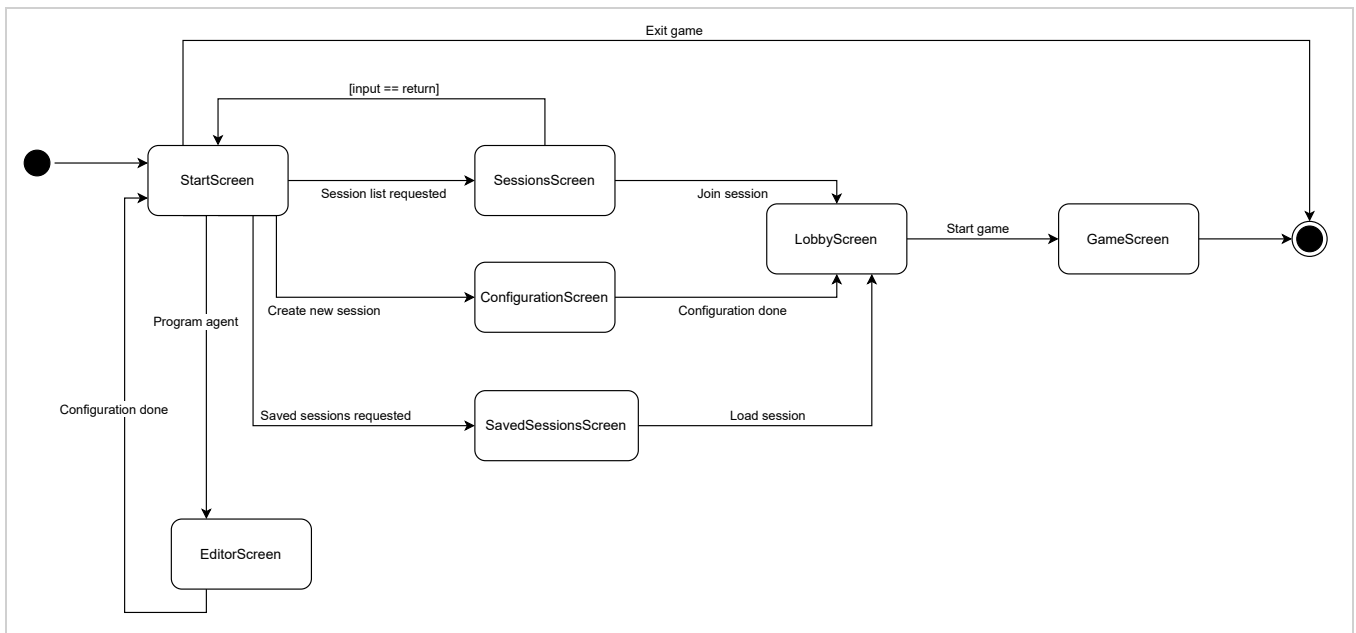 Exit game
[input == return]
StartScreen
Session list requested
SessionsScreen
Join session
LobbyScreen
Start game
GameScreen
ConfigurationScreen
Create new session
Configuration done
Program agent
Configuration done
Saved sessions requested
SavedSessionsScreen
Load session
EditorScreen